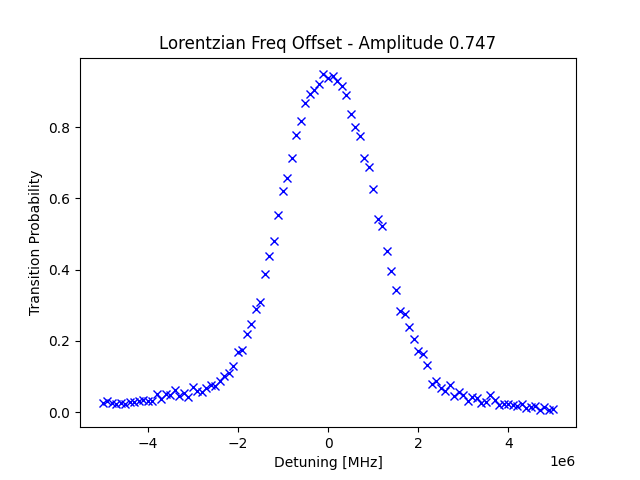 Lorentzian Freq Offset - Amplitude 0.747
Transition Probability
0.8
0.6
0.4
0.2
0.0
−4
−2
0
2
4
1e6
Detuning [MHz]